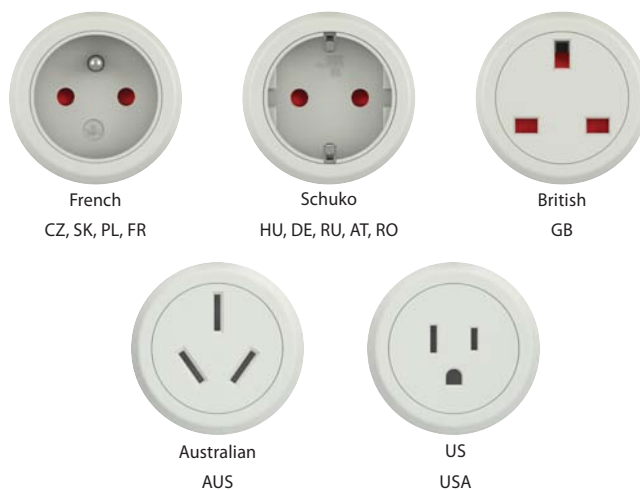 French
CZ, SK, PL, FR
Schuko
HU, DE, RU, AT, RO
British
GB
Australian
AUS
US
USA